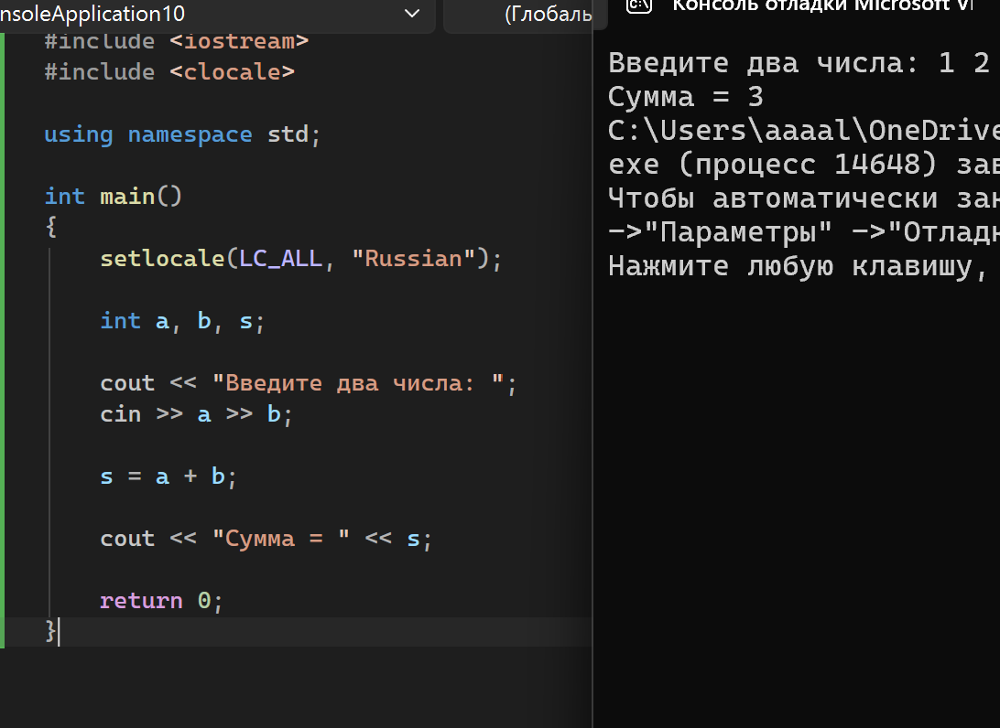 nsoleApplication10
(Глобаль
#include <iostream>
#include <clocale>
using namespace std;
int main()
{
setlocale(LC_ALL, "Russian");
int a, b, s;
cout << "Введите два числа: ";
cin >> a >> b;
s = a + b;
cout << "Сумма = " << s;
return 0;
}
Консоль отладки Microsoft Vi
Введите два числа: 1 2
Сумма = 3
C:\Users\aaaal\OneDrive
exe (процесс 14648) зав
Чтобы автоматически зак
->"Параметры" ->"Отладк
Нажмите любую клавишу,